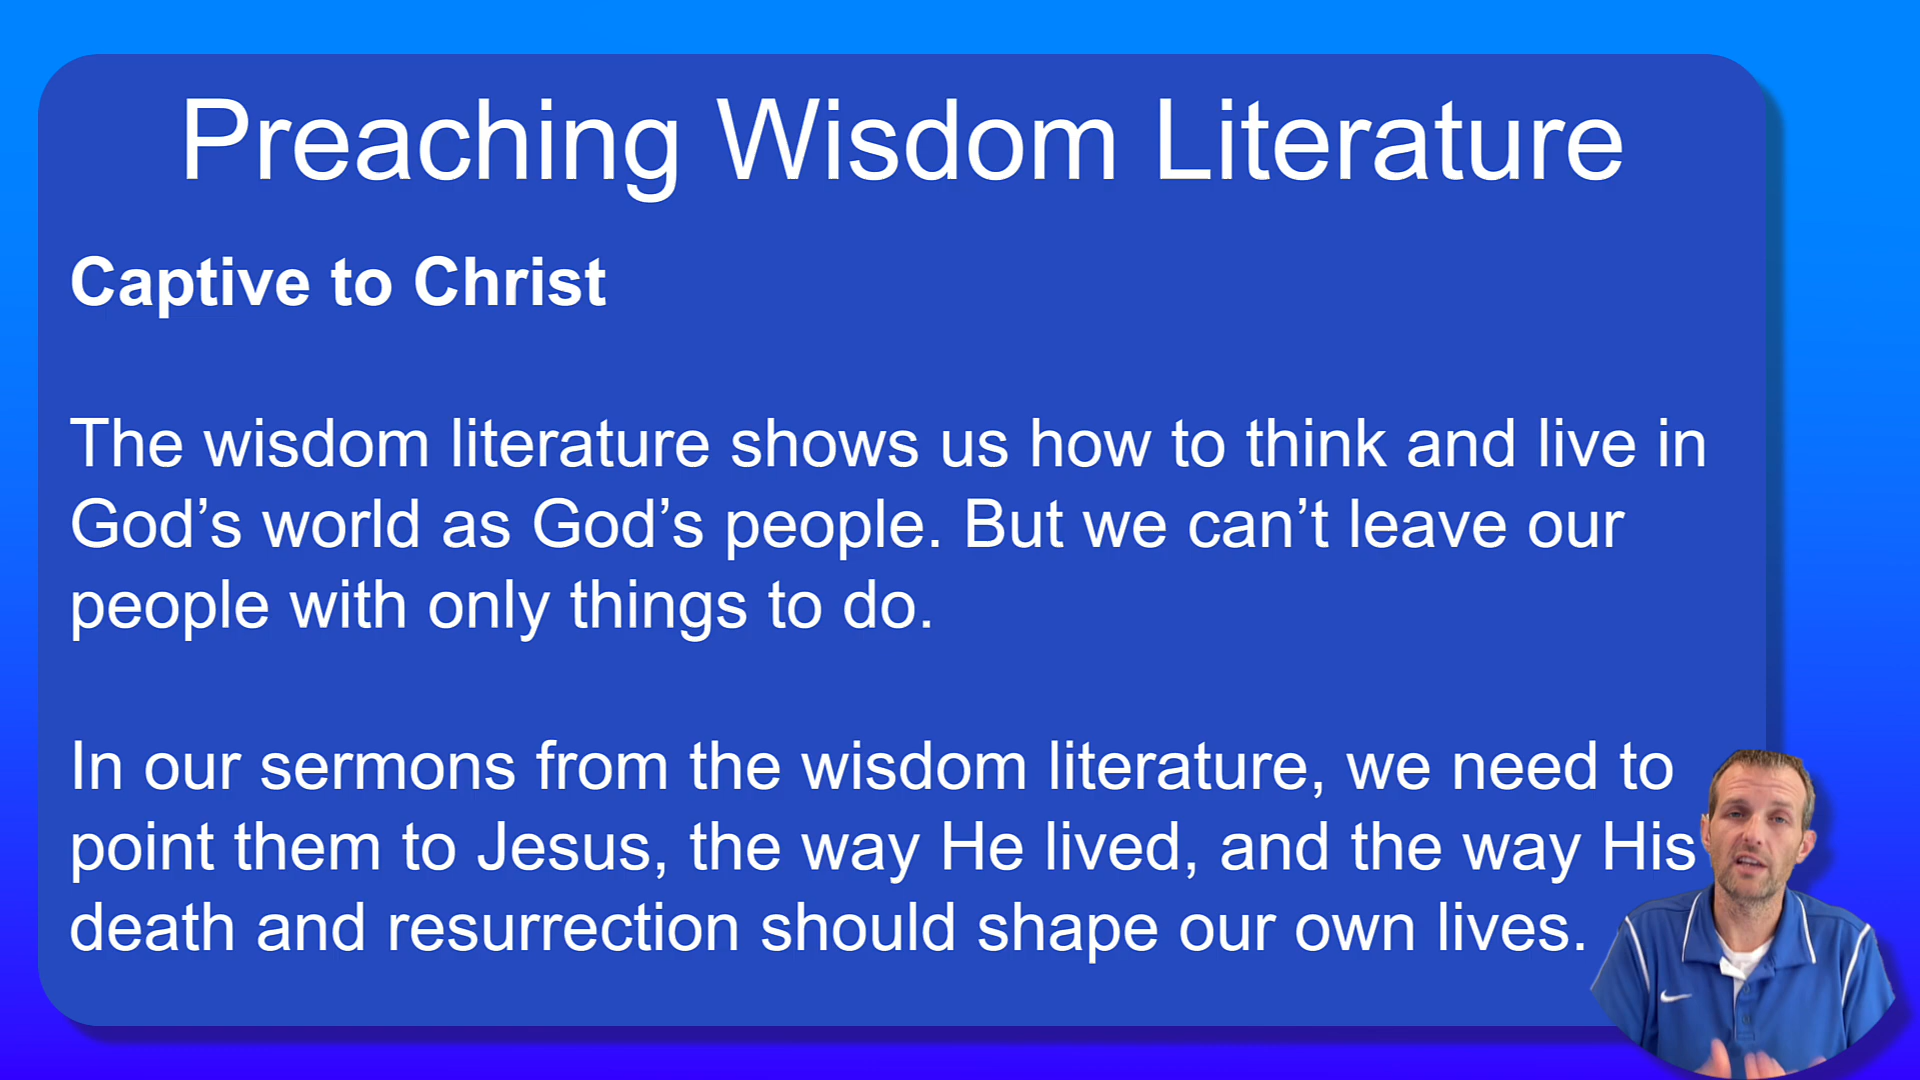 Preaching Wisdom Literature
Captive to Christ
The wisdom literature shows us how to think and live in
God’s world as God’s people. But we can’t leave our
people with only things to do.
In our sermons from the wisdom literature, we need to
point them to Jesus, the way He lived, and the way His
death and resurrection should shape our own lives.